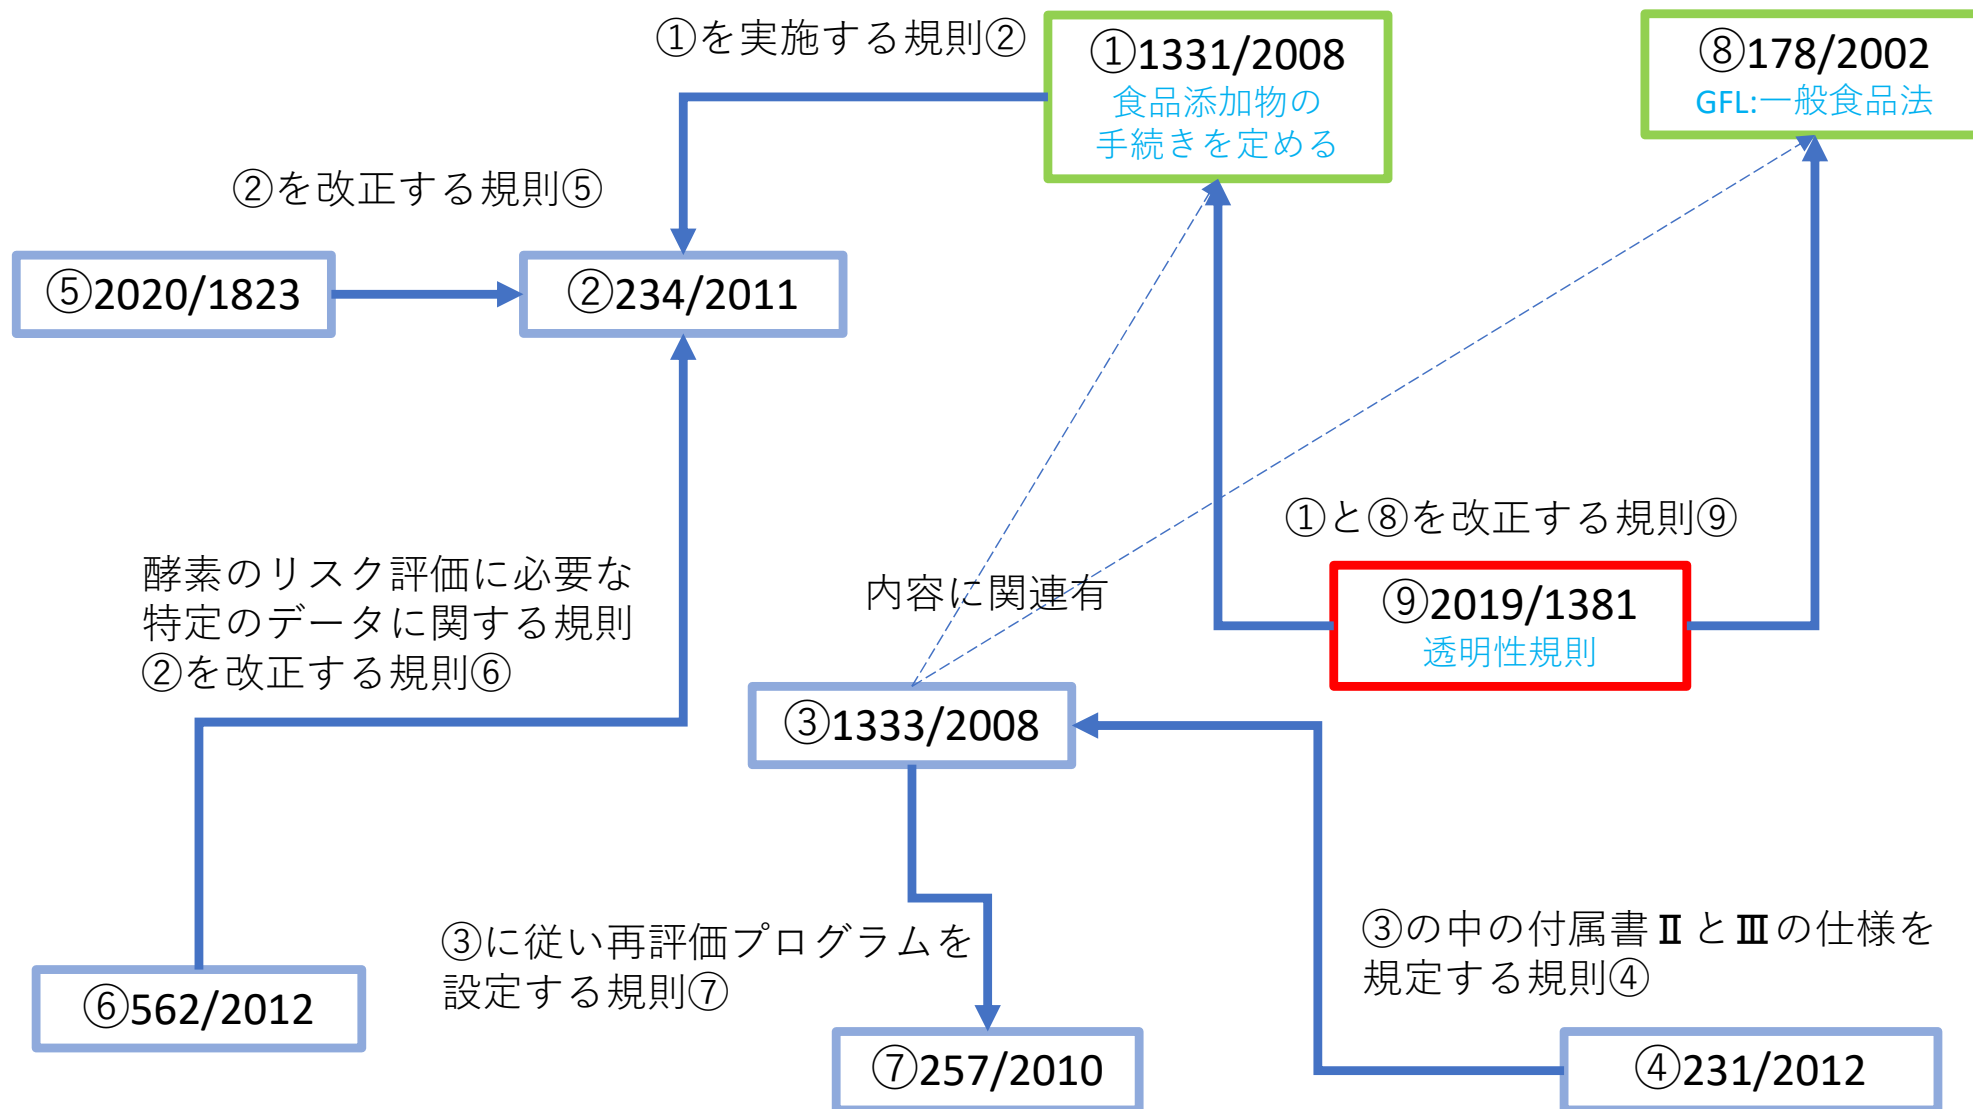 ①を実施する規則②
①1331/2008
食品添加物の
手続きを定める
⑧178/2002
GFL:一般食品法
②を改正する規則⑤
⑤2020/1823
②234/2011
①と⑧を改正する規則⑨
酵素のリスク評価に必要な
特定のデータに関する規則
②を改正する規則⑥
内容に関連有
⑨2019/1381
透明性規則
③1333/2008
③に従い再評価プログラムを
設定する規則⑦
③の中の付属書ⅡとⅢの仕様を
規定する規則④
⑥562/2012
⑦257/2010
④231/2012